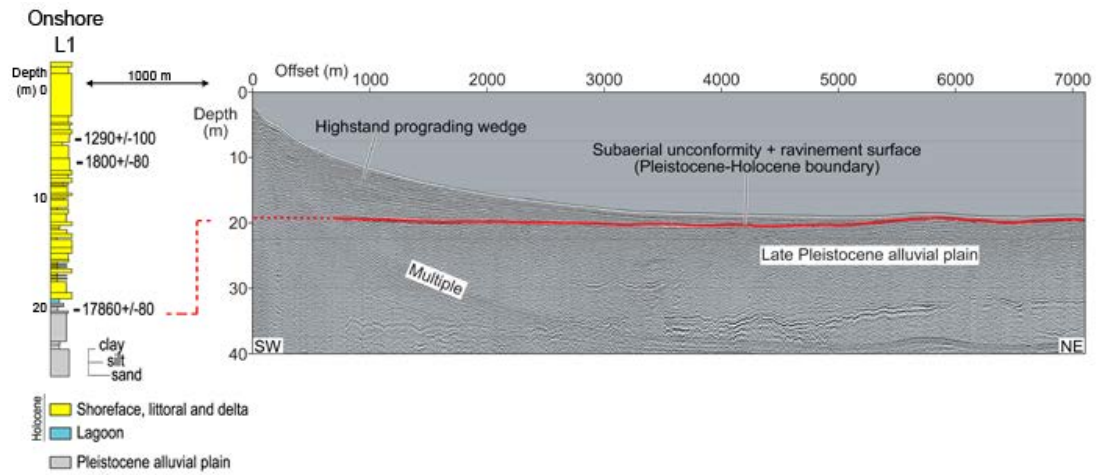 Onshore
L1
Depth
(m) 0
10
20
1000 m
1290+/-100
1800+/-80
17860+/-80
clay
silt
sand
Offset (m)
0 1000 2000 3000 4000 5000 6000 7000
Depth
(m)
0
10
20
30
40
Highstand prograding wedge
Subaerial unconformity + ravinement surface
(Pleistocene-Holocene boundary)
Late Pleistocene alluvial plain
Multiple
SW
NE
Holocene
Shoreface, littoral and delta
Lagoon
Pleistocene alluvial plain